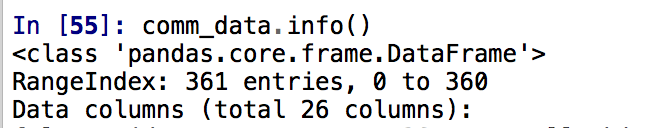 In [55]: comm_data.info()
<class 'pandas.core.frame.DataFrame'>
RangeIndex: 361 entries, 0 to 360
Data columns (total 26 columns):